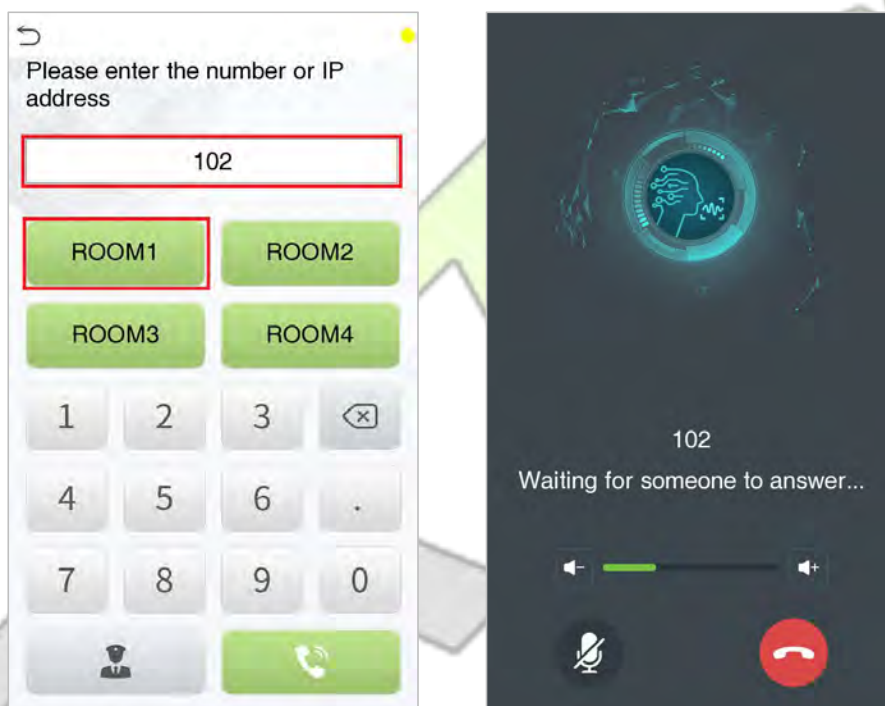 Please enter the number or IP
address
102
ROOM1 ROOM2
ROOM3 ROOM4
1 2 3
4 5 6 .
7 8 9 0
102
Waiting for someone to answer...